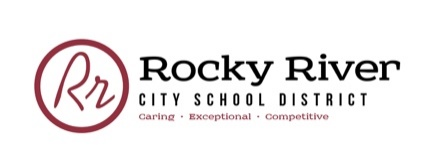 Rr
Rocky River
CITY SCHOOL DISTRICT
Caring · Exceptional · Competitive